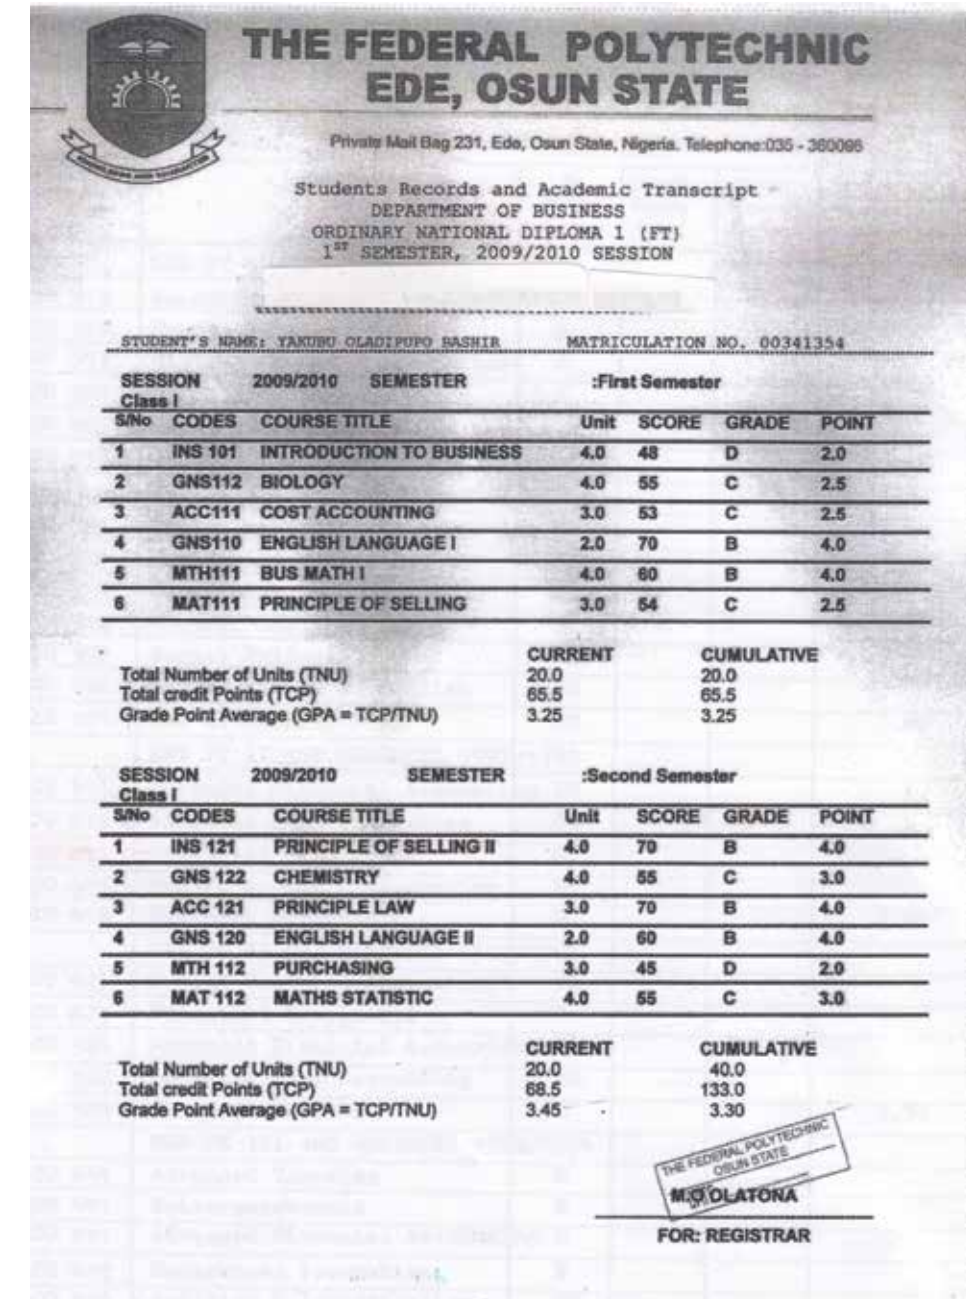 THE FEDERAL POLYTECHNIC
EDE, OSUN STATE
Private Mail Bag 231, Ede, Osun State, Nigeria. Telephone:035 - 360096
Students Records and Academic Transcript
DEPARTMENT OF BUSINESS
ORDINARY NATIONAL DIPLOMA 1 (FT)
1ST SEMESTER, 2009/2010 SESSION
STUDENT'S NAME: YAKUBU OLADIPUPO BASHIR MATRICULATION NO. 00341354
SESSION 2009/2010 SEMESTER :First Semester
Class I
S/No CODES COURSE TITLE Unit SCORE GRADE POINT
1 INS 101 INTRODUCTION TO BUSINESS 4.0 48 D 2.0
2 GNS112 BIOLOGY 4.0 55 C 2.5
3 ACC111 COST ACCOUNTING 3.0 53 C 2.5
4 GNS110 ENGLISH LANGUAGE I 2.0 70 B 4.0
5 MTH111 BUS MATH I 4.0 60 B 4.0
6 MAT111 PRINCIPLE OF SELLING 3.0 54 C 2.5
CURRENT CUMULATIVE
Total Number of Units (TNU) 20.0 20.0
Total credit Points (TCP) 65.5 65.5
Grade Point Average (GPA = TCP/TNU) 3.25 3.25
SESSION 2009/2010 SEMESTER :Second Semester
Class I
S/No CODES COURSE TITLE Unit SCORE GRADE POINT
1 INS 121 PRINCIPLE OF SELLING II 4.0 70 B 4.0
2 GNS 122 CHEMISTRY 4.0 55 C 3.0
3 ACC 121 PRINCIPLE LAW 3.0 70 B 4.0
4 GNS 120 ENGLISH LANGUAGE II 2.0 60 B 4.0
5 MTH 112 PURCHASING 3.0 45 D 2.0
6 MAT 112 MATHS STATISTIC 4.0 55 C 3.0
CURRENT CUMULATIVE
Total Number of Units (TNU) 20.0 40.0
Total credit Points (TCP) 68.5 133.0
Grade Point Average (GPA = TCP/TNU) 3.45 3.30
THE FEDERAL POLYTECHNIC
OSUN STATE
M.O OLATONA
FOR: REGISTRAR